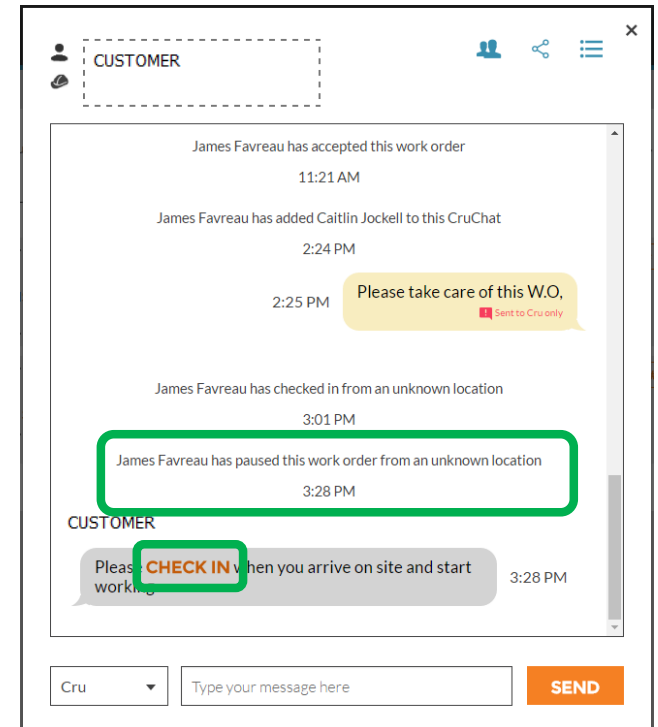 CUSTOMER
James Favreau has accepted this work order
11:21 AM
James Favreau has added Caitlin Jockell to this CruChat
2:24 PM
2:25 PM
Please take care of this W.O,
Sent to Cru only
James Favreau has checked in from an unknown location
3:01 PM
James Favreau has paused this work order from an unknown location
3:28 PM
CUSTOMER
Please CHECK IN when you arrive on site and start
working
3:28 PM
Cru
Type your message here
SEND